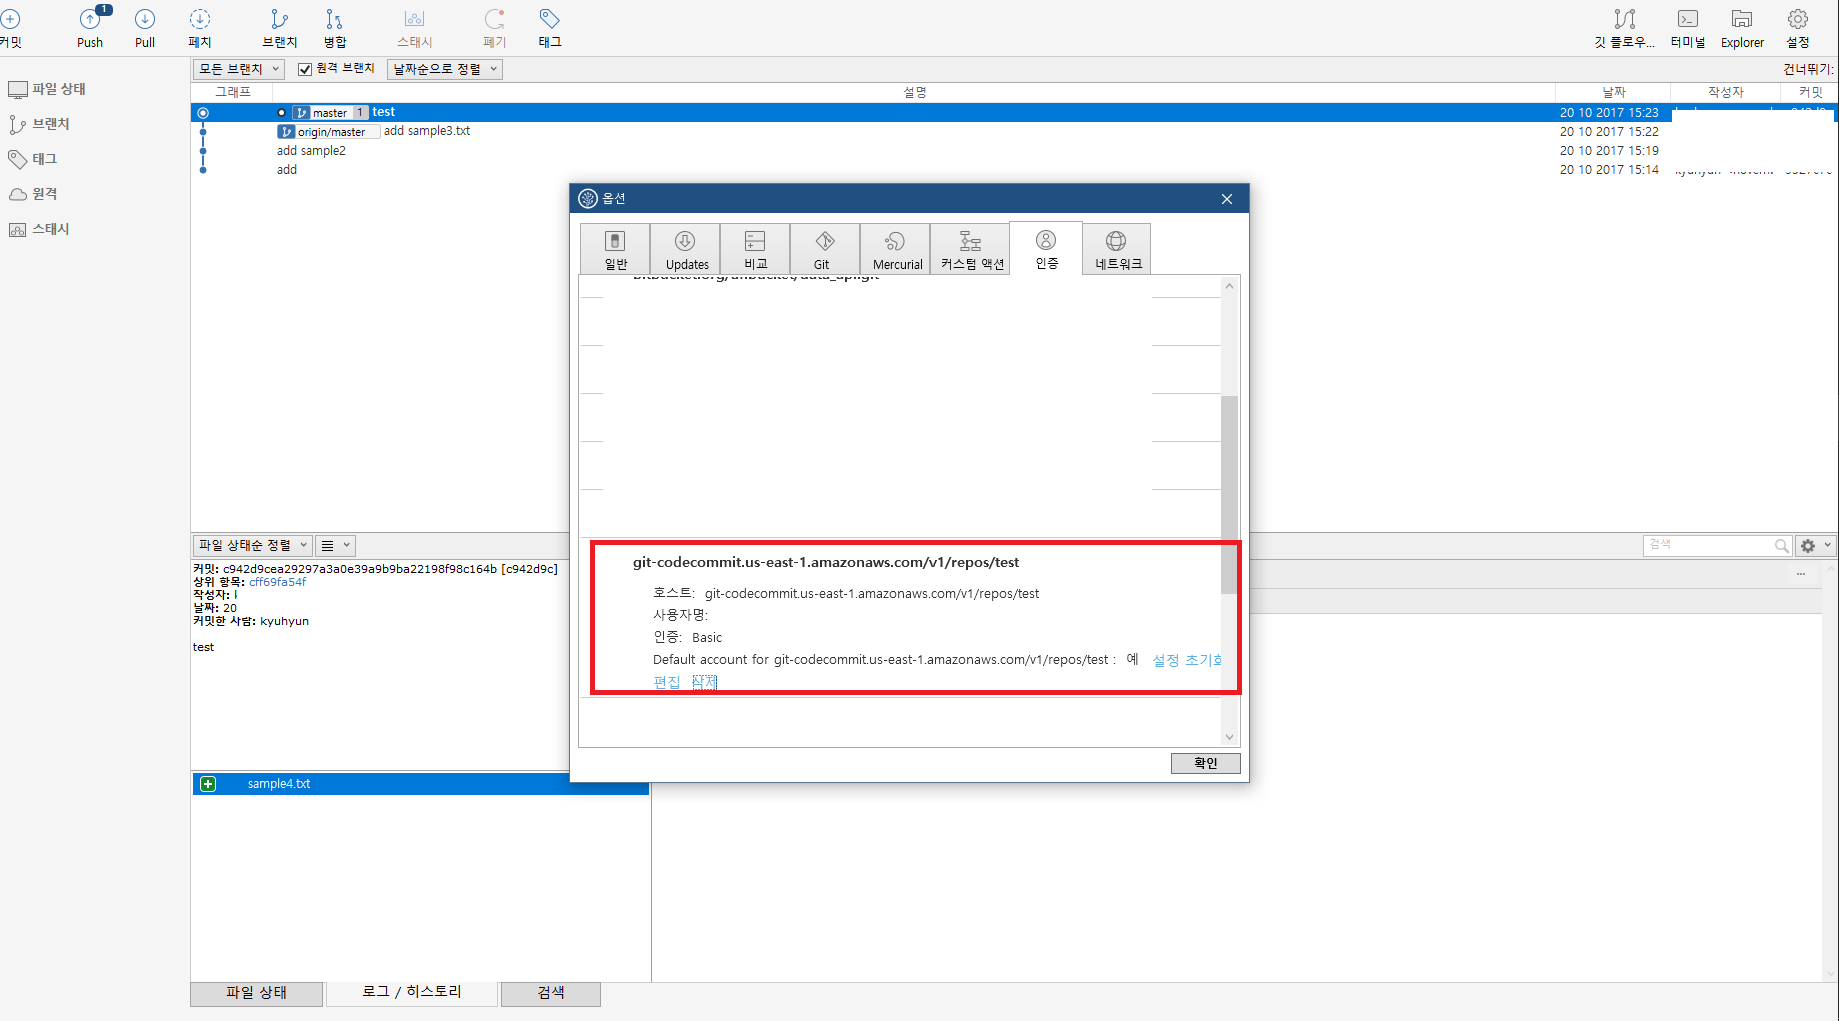 1
커밋 Push Pull 페치 브랜치 병합 스태시 폐기 태그 깃 플로우... 터미널 Explorer 설정
모든 브랜치 원격 브랜치 날짜순으로 정렬 건너뛰기:
그래프 설명 날짜 작성자 커밋
master 1 test 20 10 2017 15:23
origin/master add sample3.txt 20 10 2017 15:22
add sample2 20 10 2017 15:19
add 20 10 2017 15:14
파일 상태
브랜치
태그
원격
스태시
옵션
일반 Updates 비교 Git Mercurial 커스텀 액션 인증 네트워크
git-codecommit.us-east-1.amazonaws.com/v1/repos/test
호스트: git-codecommit.us-east-1.amazonaws.com/v1/repos/test
사용자명:
인증: Basic
Default account for git-codecommit.us-east-1.amazonaws.com/v1/repos/test : 예 설정 초기화
편집 삭제
확인
파일 상태순 정렬 검색
커밋: c942d9cea29297a3a0e39a9b9ba22198f98c164b [c942d9c]
상위 항목: cff69fa54f
작성자:
날짜: 20
커밋한 사람: kyuhyun
test
...
sample4.txt
파일 상태 로그 / 히스토리 검색